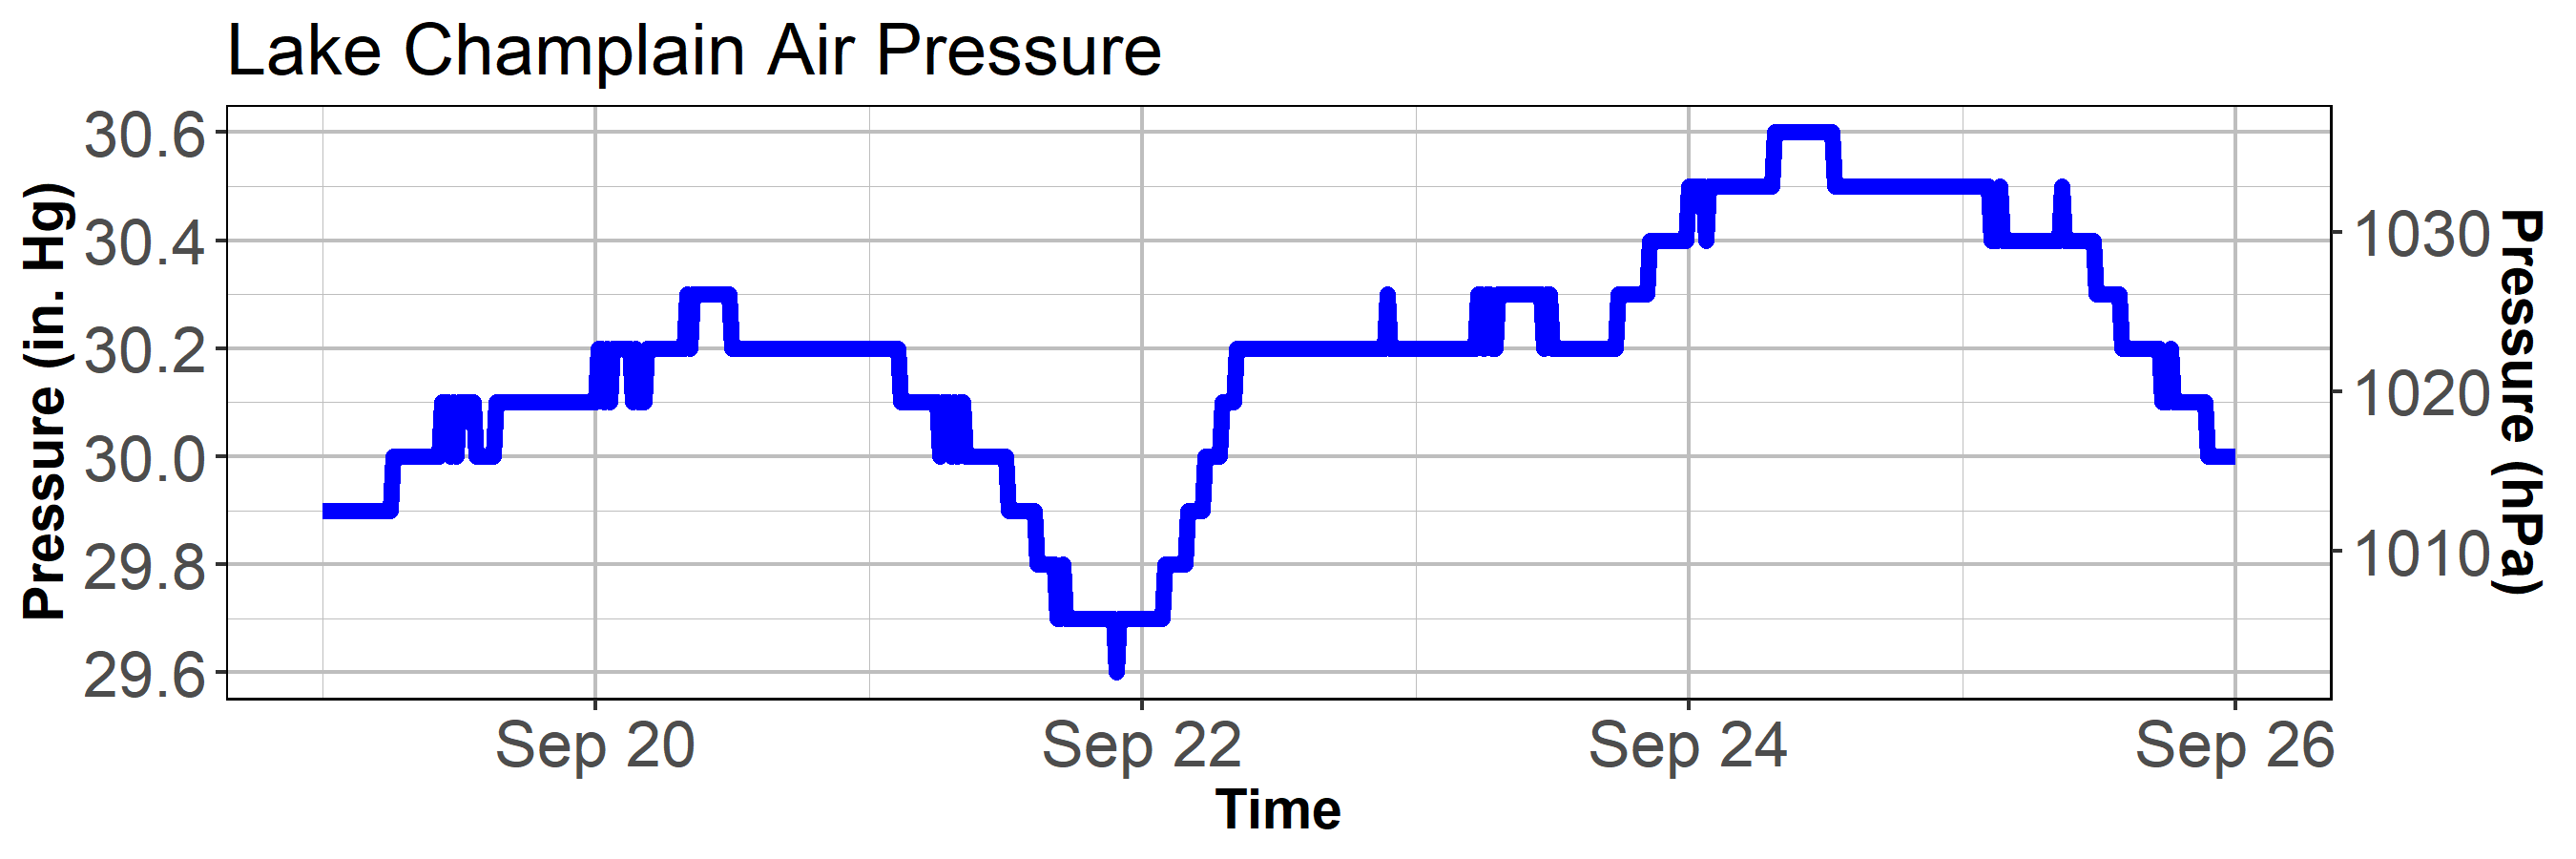 Lake Champlain Air Pressure
Pressure (in. Hg)
30.6
30.4
30.2
30.0
29.8
29.6
1030
1020
1010
Pressure (hPa)
Sep 20 Sep 22 Sep 24 Sep 26
Time